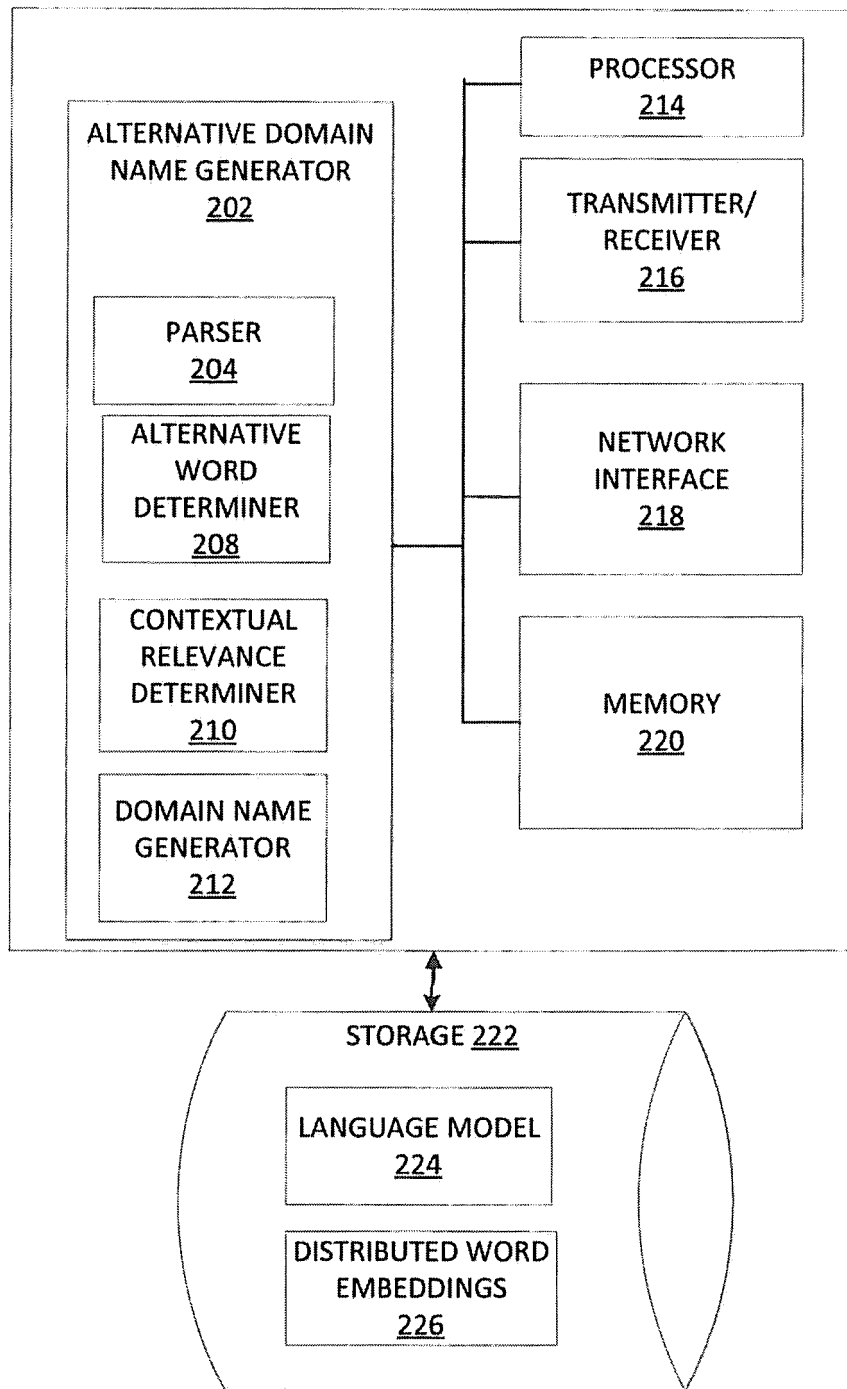 ALTERNATIVE DOMAIN
NAME GENERATOR
202
PARSER
204
ALTERNATIVE
WORD
DETERMINER
208
CONTEXTUAL
RELEVANCE
DETERMINER
210
DOMAIN NAME
GENERATOR
212
PROCESSOR
214
TRANSMITTER/
RECEIVER
216
NETWORK
INTERFACE
218
MEMORY
220
STORAGE 222
LANGUAGE MODEL
224
DISTRIBUTED WORD
EMBEDDINGS
226